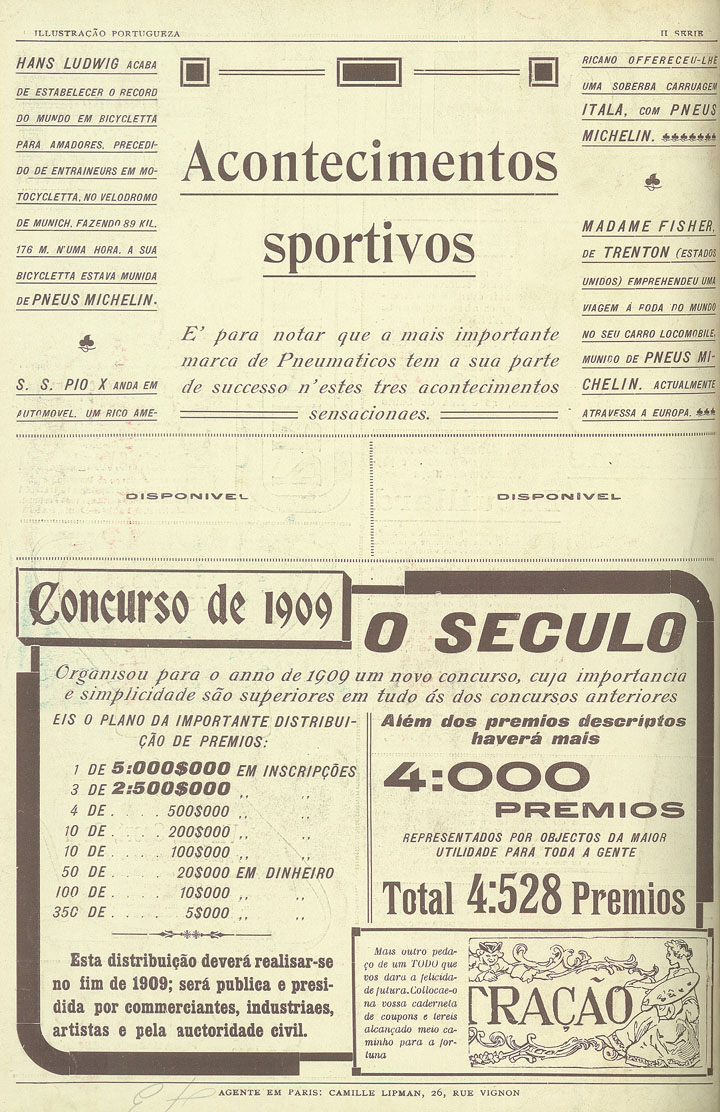 ILLUSTRAÇÃO PORTUGUEZA
II SERIE
HANS LUDWIG ACABA
DE ESTABELECER O RECORD
DO MUNDO EM BICYCLETTA
PARA AMADORES, PRECEDI-
DO DE ENTRAINEURS EM MO-
TOCYCLETTA, NO VELODROMO
DE MUNICH, FAZENDO 89 KIL.
176 M. N'UMA HORA. A SUA
BICYCLETTA ESTAVA MUNIDA
DE PNEUS MICHELIN.
S. S. PIO X ANDA EM
AUTOMOVEL. UM RICO AME-
Acontecimentos
sportivos
E' para notar que a mais importante
marca de Pneumaticos tem a sua parte
de successo n'estes tres acontecimentos
sensacionaes.
RICANO OFFERECEU-LHE
UMA SOBERBA CARRUAGEM
ITALA, COM PNEUS
MICHELIN.
MADAME FISHER,
DE TRENTON (ESTADOS
UNIDOS) EMPREHENDEU UMA
VIAGEM Á RODA DO MUNDO
NO SEU CARRO LOCOMOBILE,
MUNIDO DE PNEUS MI-
CHELIN. ACTUALMENTE
ATRAVESSA A EUROPA.
DISPONIVEL
DISPONIVEL
Concurso de 1909
O SECULO
Organisou para o anno de 1909 um novo concurso, cuja importancia
e simplicidade são superiores em tudo ás dos concursos anteriores
EIS O PLANO DA IMPORTANTE DISTRIBUI-
ÇÃO DE PREMIOS:
1 DE 5:000$000 EM INSCRIPÇÕES
3 DE 2:500$000 ,, ,,
4 DE . . . . . 500$000 ,, ,,
10 DE . . . . . 200$000 ,, ,,
10 DE . . . . . 100$000 ,, ,,
50 DE . . . . . 20$000 EM DINHEIRO
100 DE . . . . . 10$000 ,, ,,
350 DE . . . . . 5$000 ,, ,,
Esta distribuição deverá realisar-se
no fim de 1909; será publica e presi-
dida por commerciantes, industriaes,
artistas e pela auctoridade civil.
Além dos premios descriptos
haverá mais
4:000
PREMIOS
REPRESENTADOS POR OBJECTOS DA MAIOR
UTILIDADE PARA TODA A GENTE
Total 4:528 Premios
Mais outro peda-
ço de um TODO que
vos dara a felicida-
de futura. Collocae-o
na vossa caderneta
de coupons e tereis
alcançado meio ca-
minho para a for-
tuna
TRAÇÃO
AGENTE EM PARIS: CAMILLE LIPMAN, 26, RUE VIGNON